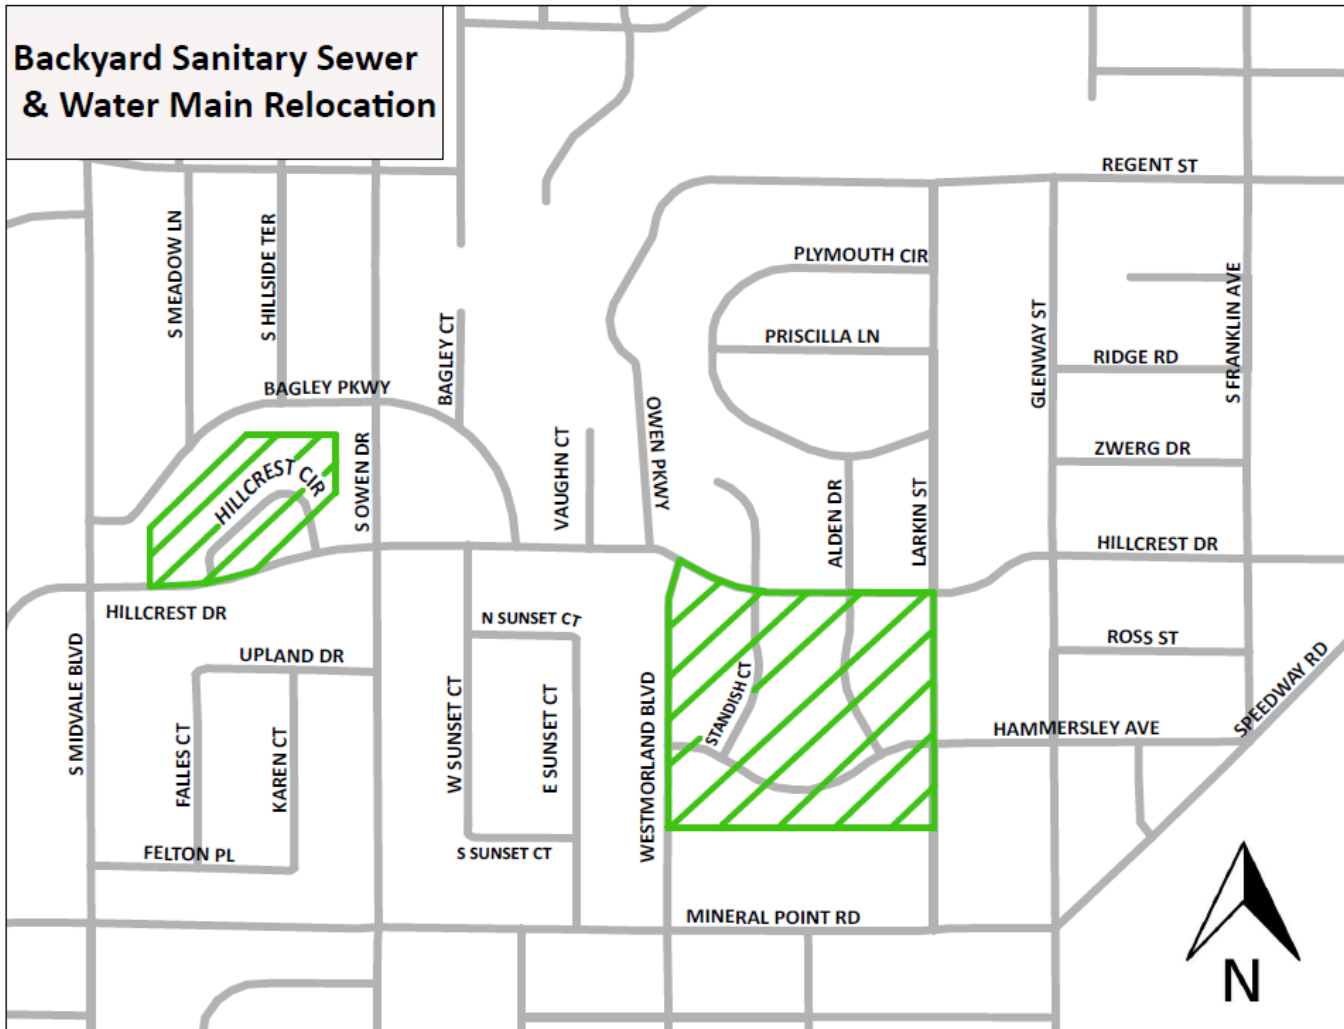 Backyard Sanitary Sewer
& Water Main Relocation
REGENT ST
S MEADOW LN
S HILLSIDE TER
PLYMOUTH CIR
S FRANKLIN AVE
GLENWAY ST
BAGLEY CT
PRISCILLA LN
RIDGE RD
BAGLEY PKWY
OWEN PKWY
VAUGHN CT
S OWEN DR
ZWERG DR
HILLCREST CIR
ALDEN DR
LARKIN ST
HILLCREST DR
HILLCREST DR
N SUNSET CT
ROSS ST
UPLAND DR
S MIDVALE BLVD
SPEEDWAY RD
STANDISH CT
W SUNSET CT
E SUNSET CT
WESTMORLAND BLVD
HAMMERSLEY AVE
FALLES CT
KAREN CT
FELTON PL
S SUNSET CT
MINERAL POINT RD
N